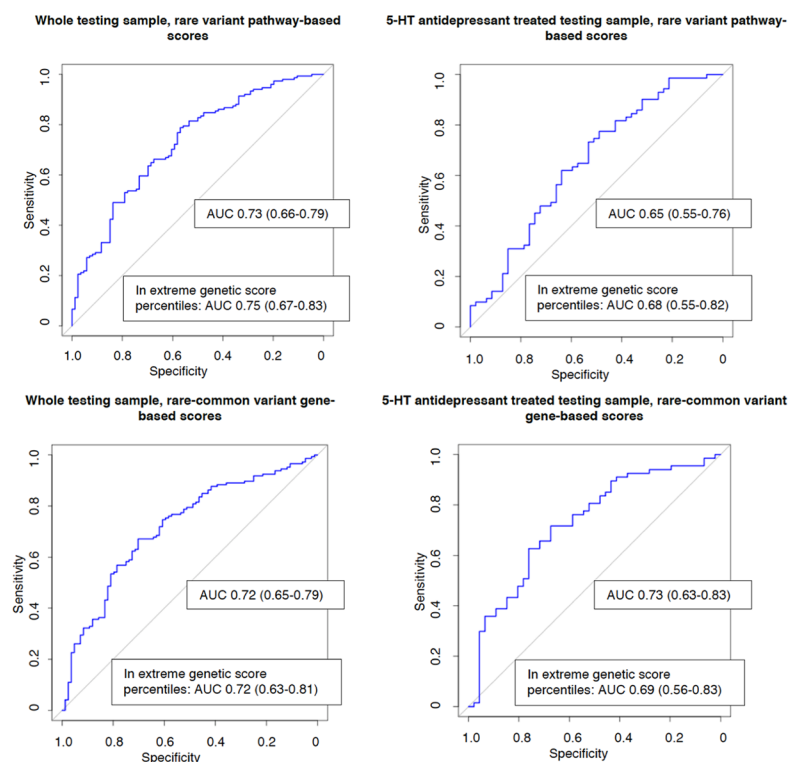 Whole testing sample, rare variant pathway-based
scores
1.0
0.8
0.6
0.4
0.2
0
Sensitivity
AUC 0.73 (0.66-0.79)
In extreme genetic score
percentiles: AUC 0.75 (0.67-0.83)
1.0 0.8 0.6 0.4 0.2 0
Specificity
5-HT antidepressant treated testing sample, rare variant pathway-
based scores
1.0
0.8
0.6
0.4
0.2
0
Sensitivity
AUC 0.65 (0.55-0.76)
In extreme genetic score
percentiles: AUC 0.68 (0.55-0.82)
1.0 0.8 0.6 0.4 0.2 0
Specificity
Whole testing sample, rare-common variant gene-
based scores
1.0
0.8
0.6
0.4
0.2
0
Sensitivity
AUC 0.72 (0.65-0.79)
In extreme genetic score
percentiles: AUC 0.72 (0.63-0.81)
1.0 0.8 0.6 0.4 0.2 0
Specificity
5-HT antidepressant treated testing sample, rare-common variant
gene-based scores
1.0
0.8
0.6
0.4
0.2
0
Sensitivity
AUC 0.73 (0.63-0.83)
In extreme genetic score
percentiles: AUC 0.69 (0.56-0.83)
1.0 0.8 0.6 0.4 0.2 0
Specificity